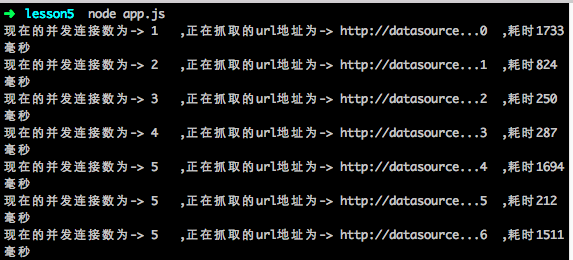 ➜ lesson5 node app.js
现在的并发连接数为-> 1 ,正在抓取的url地址为-> http://datasource...0 ,耗时1733
毫秒
现在的并发连接数为-> 2 ,正在抓取的url地址为-> http://datasource...1 ,耗时824
毫秒
现在的并发连接数为-> 3 ,正在抓取的url地址为-> http://datasource...2 ,耗时250
毫秒
现在的并发连接数为-> 4 ,正在抓取的url地址为-> http://datasource...3 ,耗时287
毫秒
现在的并发连接数为-> 5 ,正在抓取的url地址为-> http://datasource...4 ,耗时1694
毫秒
现在的并发连接数为-> 5 ,正在抓取的url地址为-> http://datasource...5 ,耗时212
毫秒
现在的并发连接数为-> 5 ,正在抓取的url地址为-> http://datasource...6 ,耗时1511
毫秒